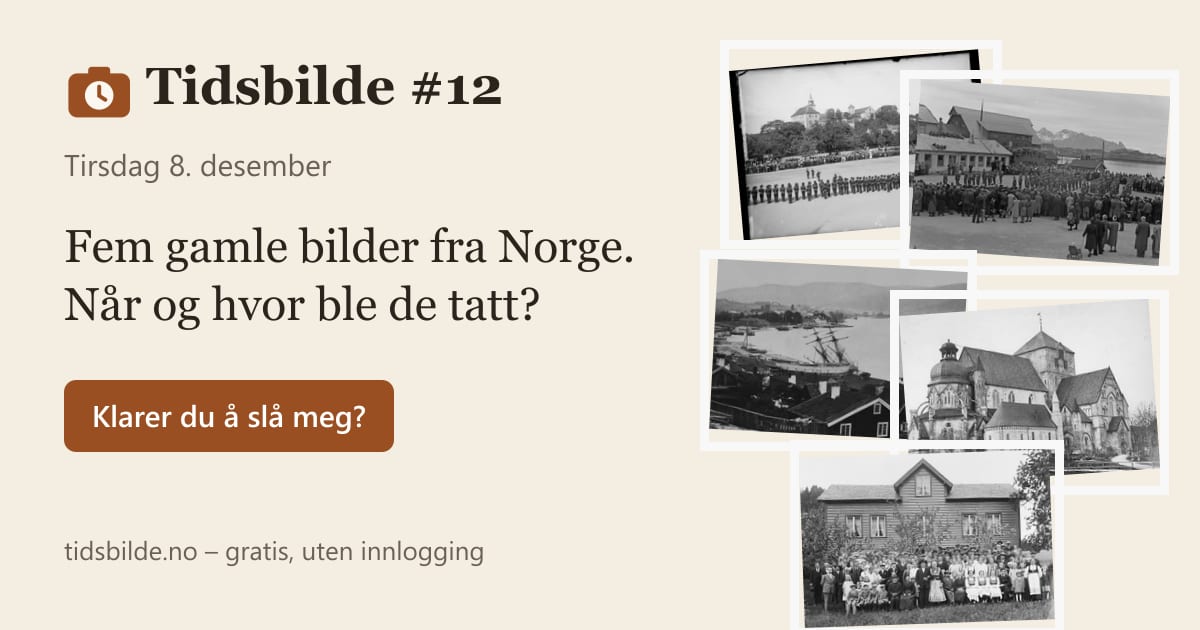 Tidsbilde #12
Tirsdag 8. desember
Fem gamle bilder fra Norge.
Når og hvor ble de tatt?
Klarer du å slå meg?
tidsbilde.no – gratis, uten innlogging